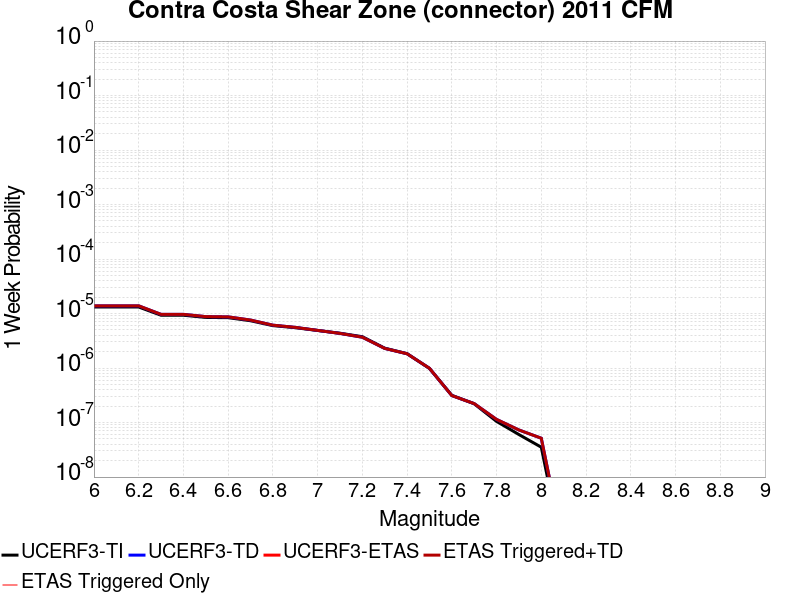 Contra Costa Shear Zone (connector) 2011 CFM
1 Week Probability
10^0
10^-1
10^-2
10^-3
10^-4
10^-5
10^-6
10^-7
10^-8
6 6.2 6.4 6.6 6.8 7 7.2 7.4 7.6 7.8 8 8.2 8.4 8.6 8.8 9
Magnitude
UCERF3-TI UCERF3-TD UCERF3-ETAS ETAS Triggered+TD
ETAS Triggered Only